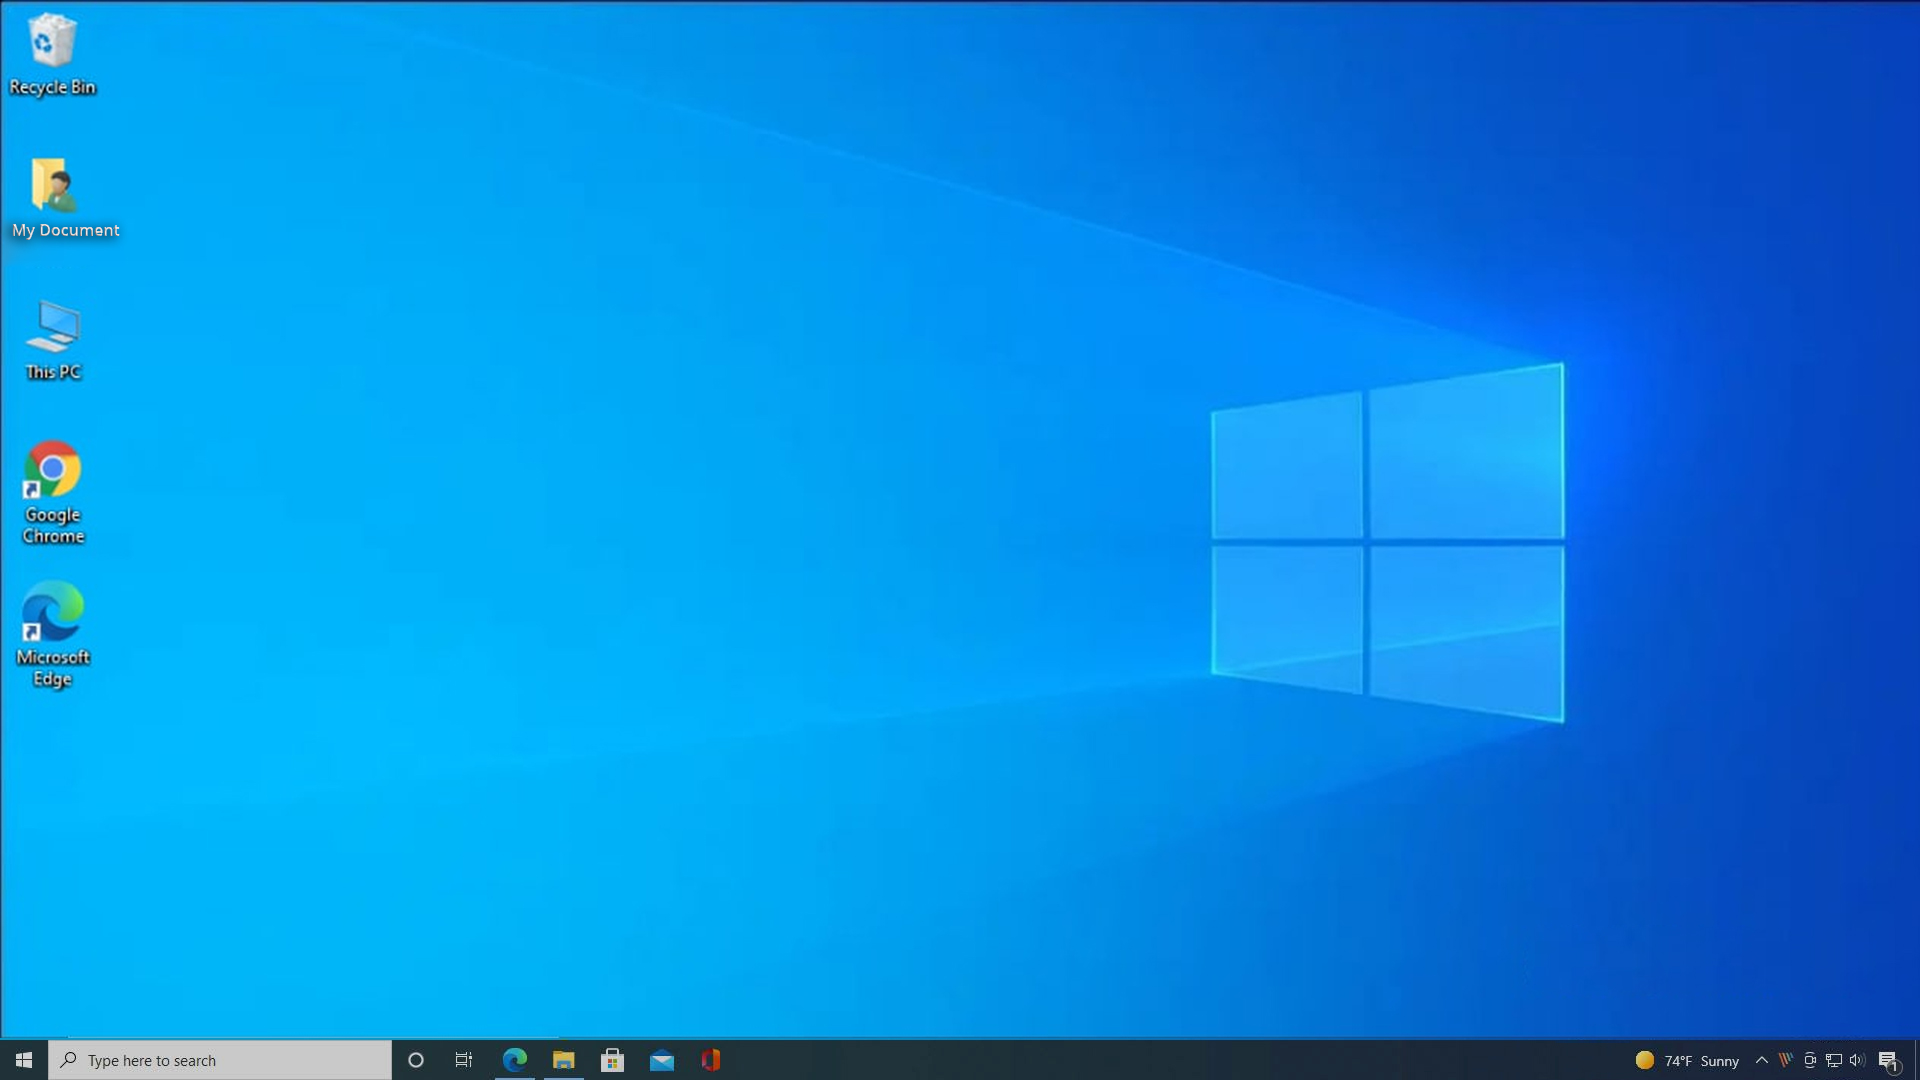 Recycle Bin
My Document
This PC
Google
Chrome
Microsoft
Edge
Type here to search
74°F Sunny
1